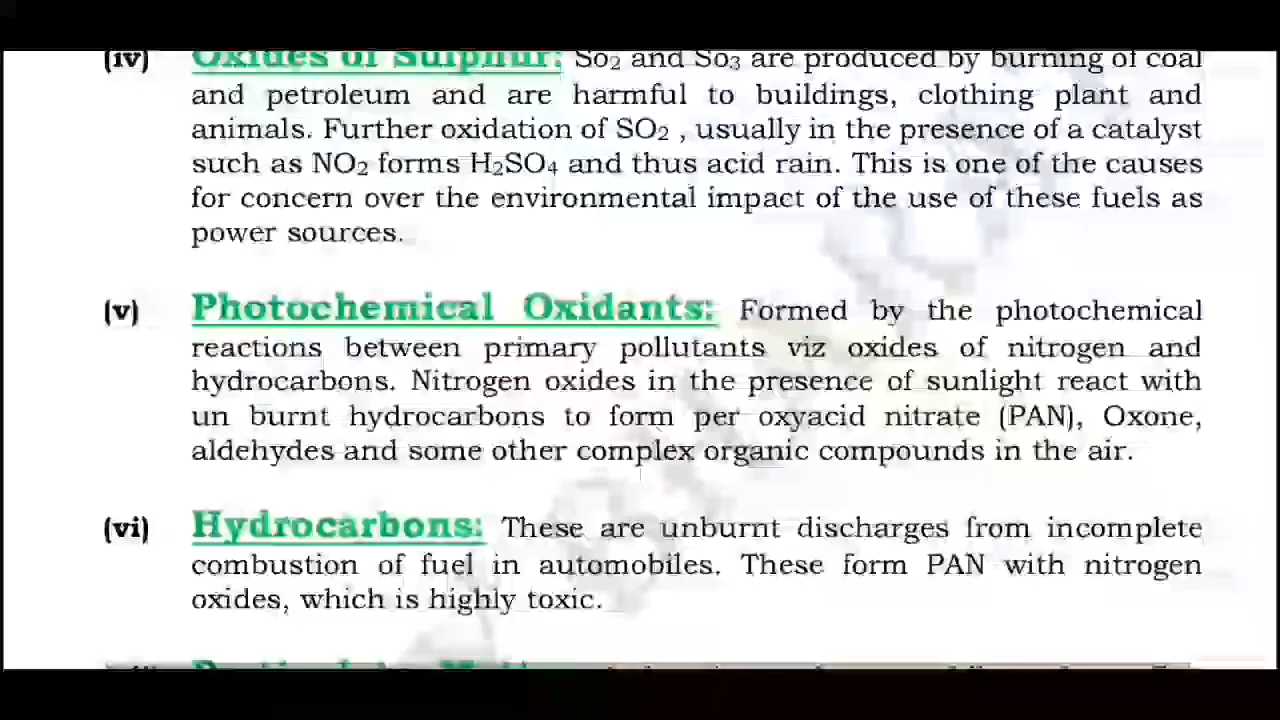 (iv) Oxides of Sulphur: So₂ and So₃ are produced by burning of coal
and petroleum and are harmful to buildings, clothing plant and
animals. Further oxidation of SO₂ , usually in the presence of a catalyst
such as NO₂ forms H₂SO₄ and thus acid rain. This is one of the causes
for concern over the environmental impact of the use of these fuels as
power sources.
(v) Photochemical Oxidants: Formed by the photochemical
reactions between primary pollutants viz oxides of nitrogen and
hydrocarbons. Nitrogen oxides in the presence of sunlight react with
un burnt hydrocarbons to form per oxyacid nitrate (PAN), Oxone,
aldehydes and some other complex organic compounds in the air.
(vi) Hydrocarbons: These are unburnt discharges from incomplete
combustion of fuel in automobiles. These form PAN with nitrogen
oxides, which is highly toxic.